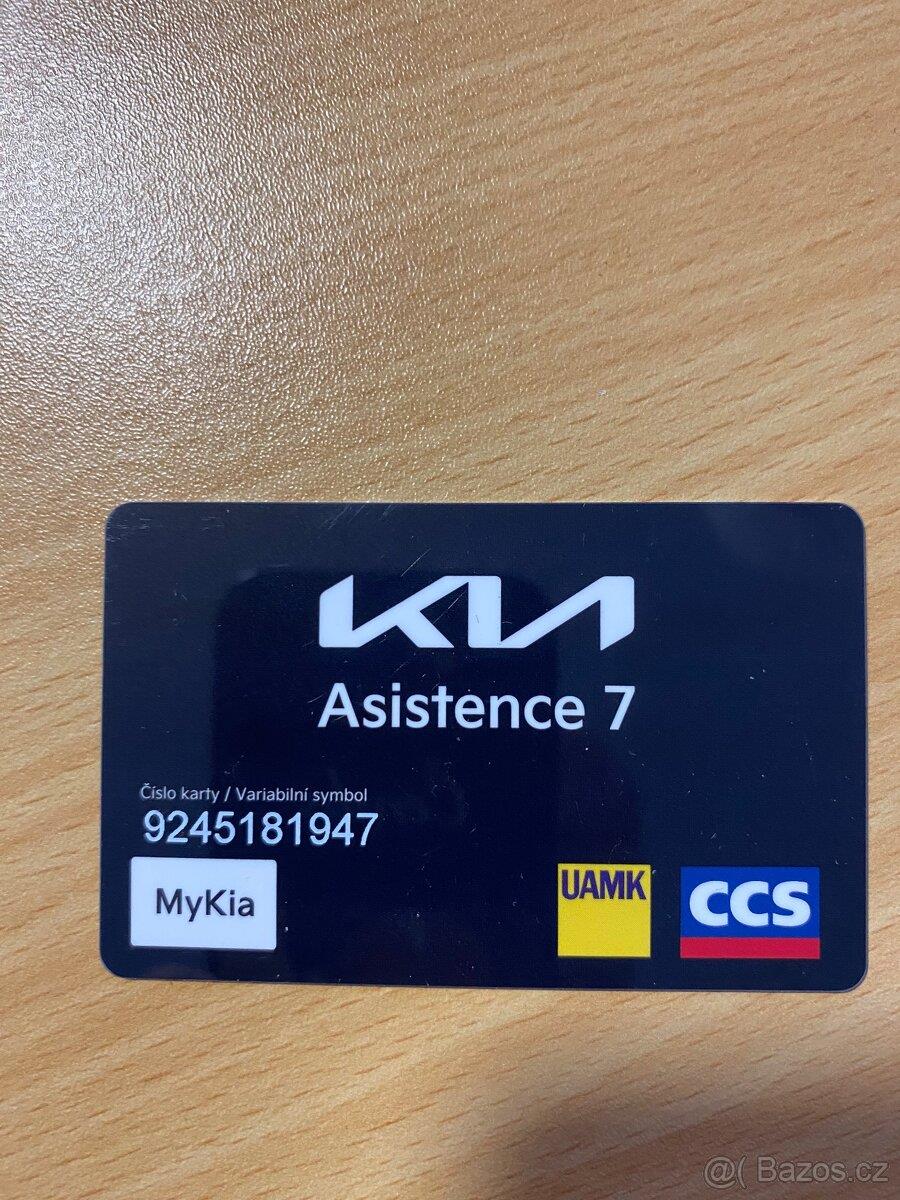 KIA
Asistence 7
Číslo karty / Variabilní symbol
9245181947
MyKia
UAMK
CCS
@( Bazos.cz